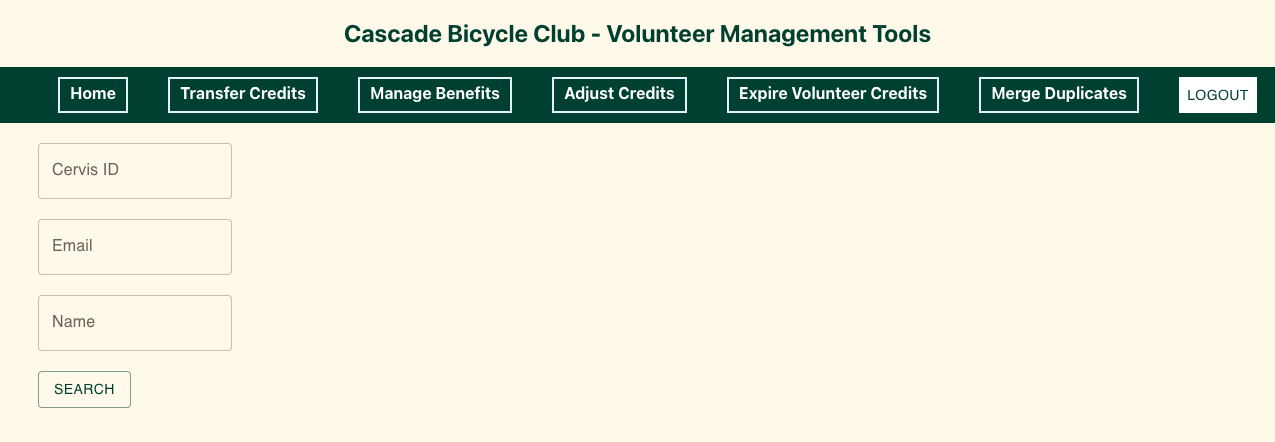 Cascade Bicycle Club - Volunteer Management Tools
Home Transfer Credits Manage Benefits Adjust Credits Expire Volunteer Credits Merge Duplicates LOGOUT
Cervis ID
Email
Name
SEARCH